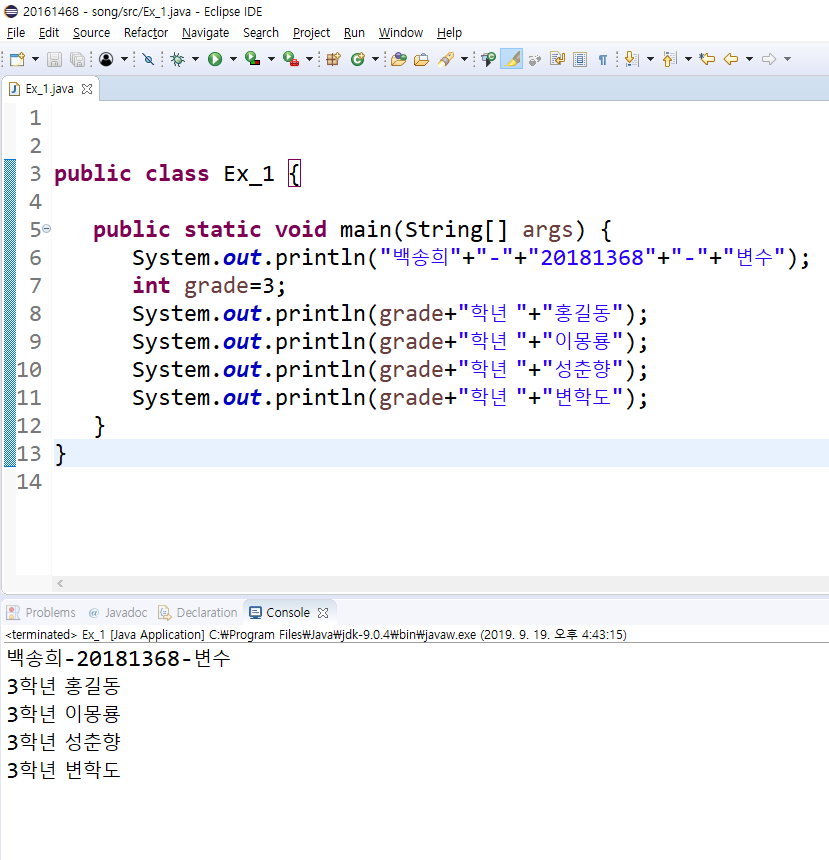 20161468 - song/src/Ex_1.java - Eclipse IDE
File Edit Source Refactor Navigate Search Project Run Window Help
Ex_1.java
1
2
3 public class Ex_1 {
4
5 public static void main(String[] args) {
6 System.out.println("백송희"+"-"+"20181368"+"-"+"변수");
7 int grade=3;
8 System.out.println(grade+"학년 "+"홍길동");
9 System.out.println(grade+"학년 "+"이몽룡");
10 System.out.println(grade+"학년 "+"성춘향");
11 System.out.println(grade+"학년 "+"변학도");
12 }
13 }
14
Problems @ Javadoc Declaration Console
<terminated> Ex_1 [Java Application] C:₩Program Files₩Java₩jdk-9.0.4₩bin₩javaw.exe (2019. 9. 19. 오후 4:43:15)
백송희-20181368-변수
3학년 홍길동
3학년 이몽룡
3학년 성춘향
3학년 변학도